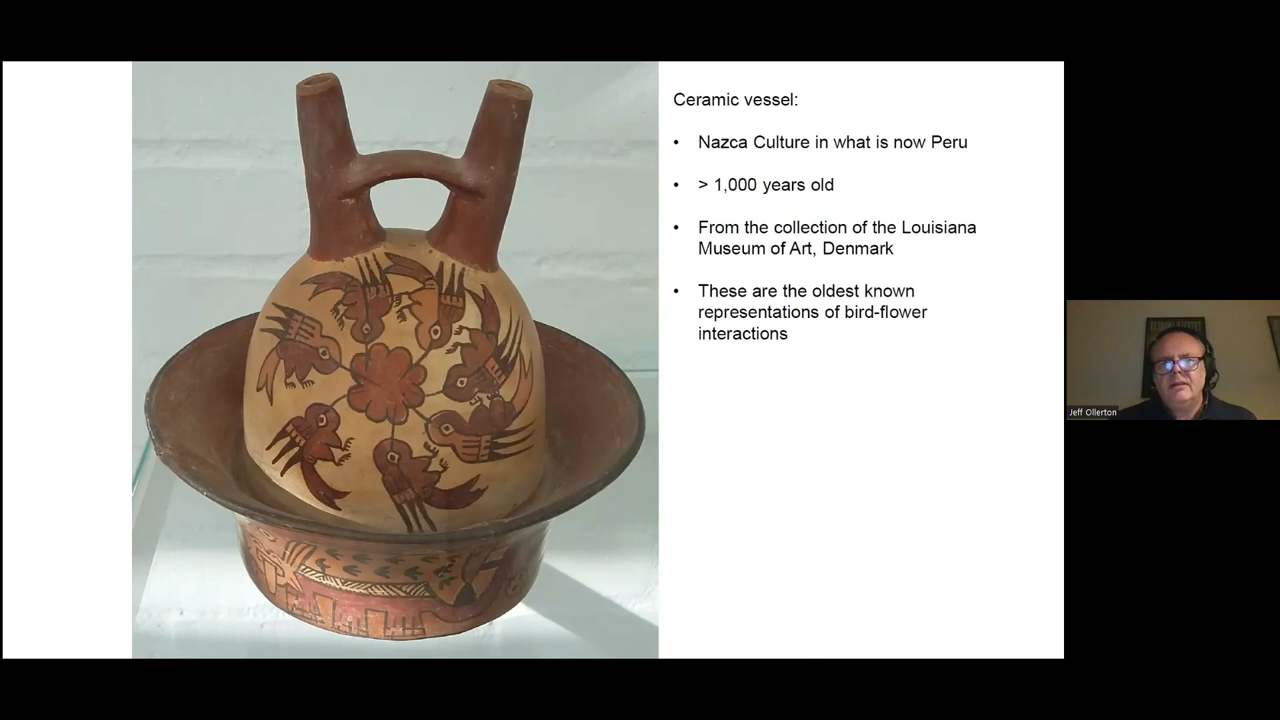 Ceramic vessel:
• Nazca Culture in what is now Peru
• > 1,000 years old
• From the collection of the Louisiana
Museum of Art, Denmark
• These are the oldest known
representations of bird-flower
interactions
Jeff Ollerton